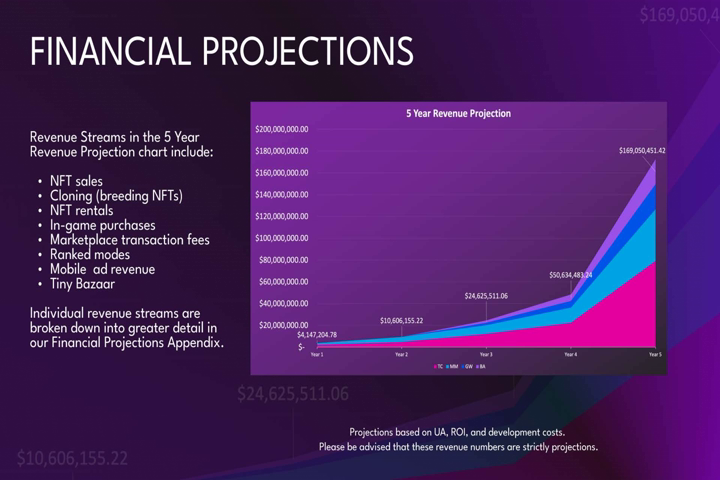 $169,050,4
FINANCIAL PROJECTIONS
Revenue Streams in the 5 Year
Revenue Projection chart include:
• NFT sales
• Cloning (breeding NFTs)
• NFT rentals
• In-game purchases
• Marketplace transaction fees
• Ranked modes
• Mobile ad revenue
• Tiny Bazaar
Individual revenue streams are
broken down into greater detail in
our Financial Projections Appendix.
5 Year Revenue Projection
$200,000,000.00
$180,000,000.00
$160,000,000.00
$140,000,000.00
$120,000,000.00
$100,000,000.00
$80,000,000.00
$60,000,000.00
$40,000,000.00
$20,000,000.00
$-
$4,147,204.78
$10,606,155.22
$24,625,511.06
$50,634,483.24
$169,050,451.42
Year 1
Year 2
Year 3
Year 4
Year 5
TC MM GW BA
$24,625,511.06
$10,606,155.22
Projections based on UA, ROI, and development costs.
Please be advised that these revenue numbers are strictly projections.